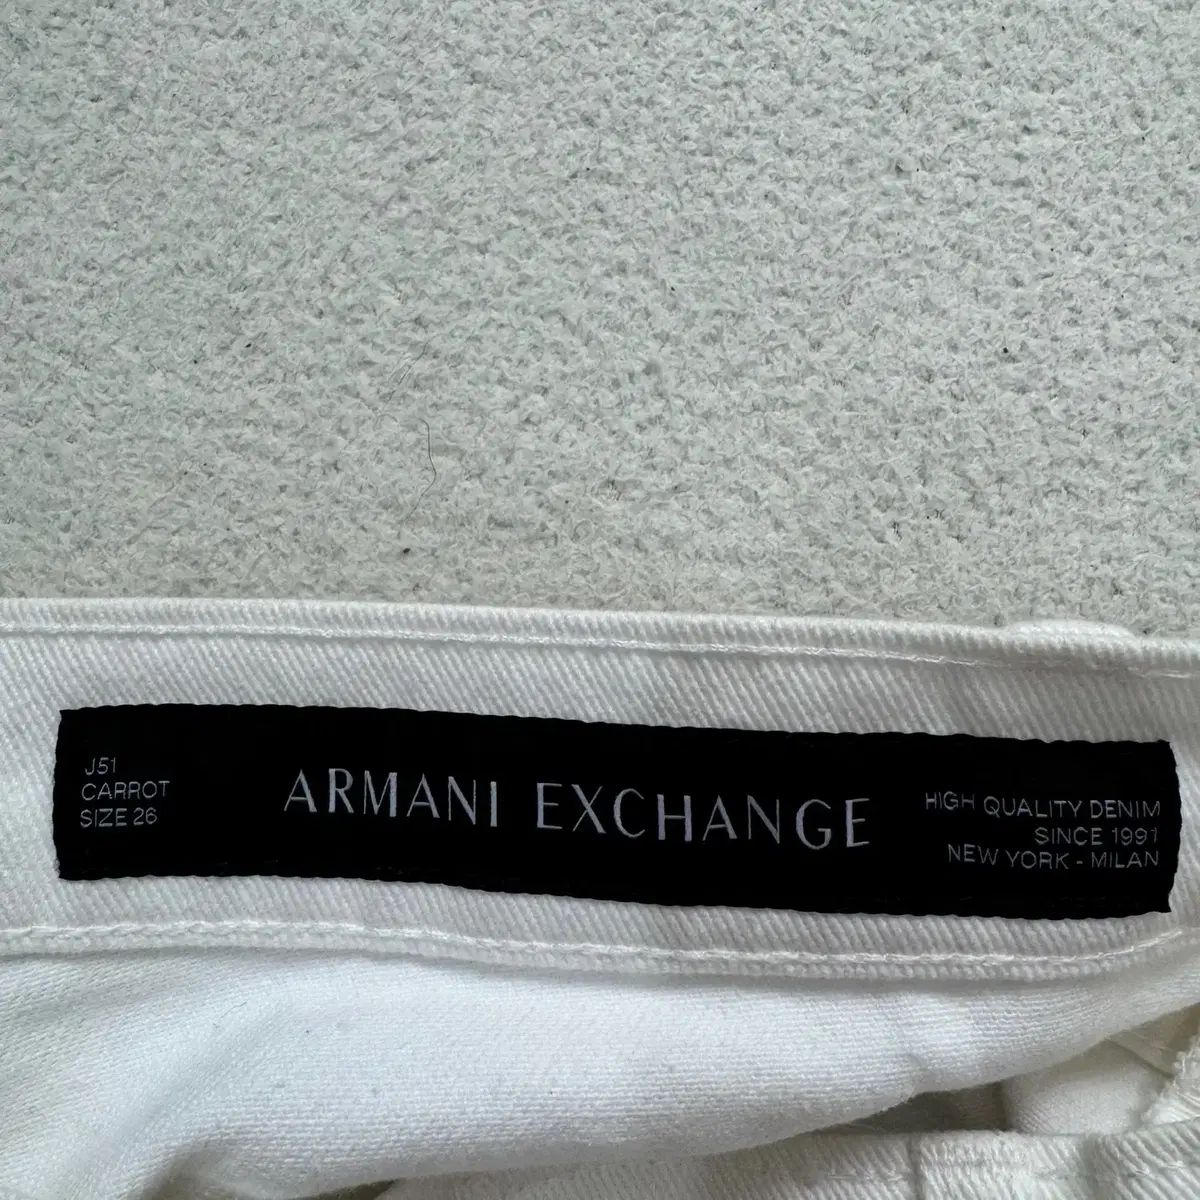 J51
CARROT
SIZE 26
ARMANI EXCHANGE
HIGH QUALITY DENIM
SINCE 1991
NEW YORK - MILAN